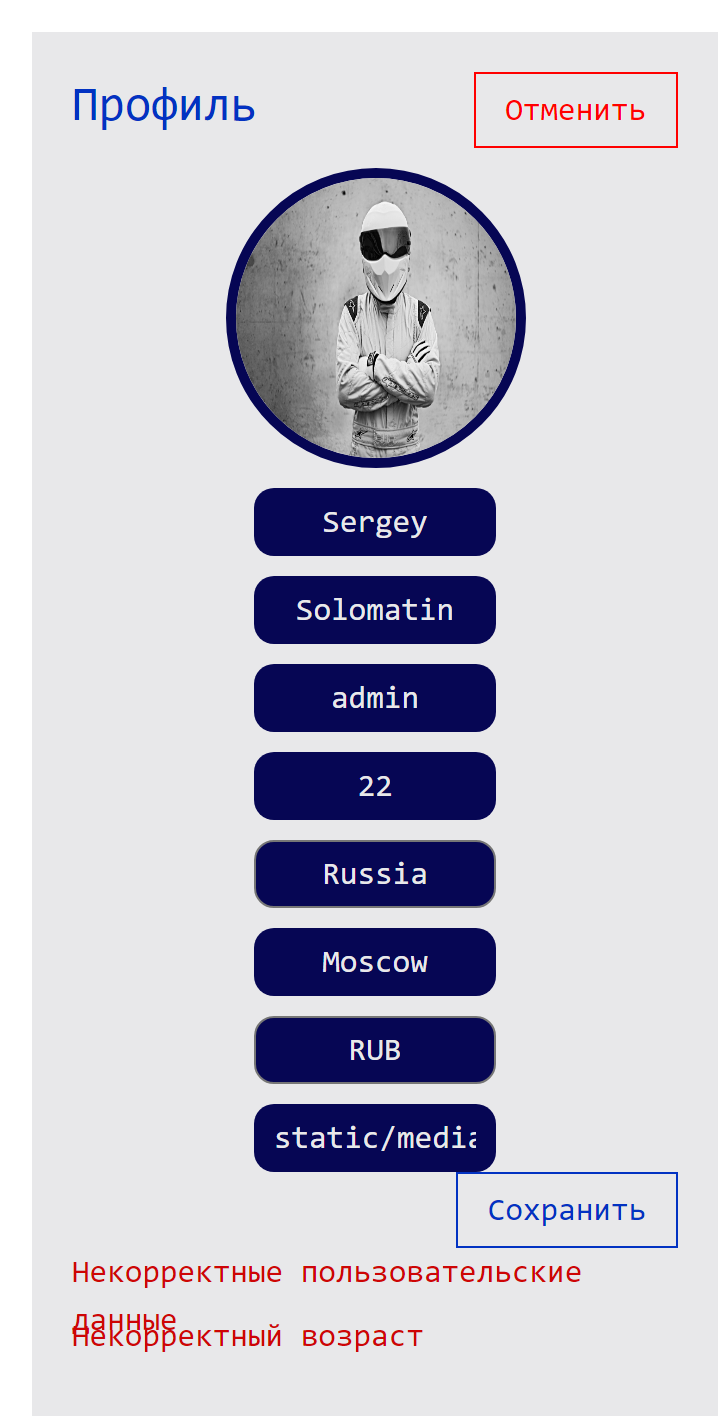 Профиль
Отменить
Sergey
Solomatin
admin
22
Russia
Moscow
RUB
static/media
Сохранить
Некорректные пользовательские
данные
Некорректный возраст